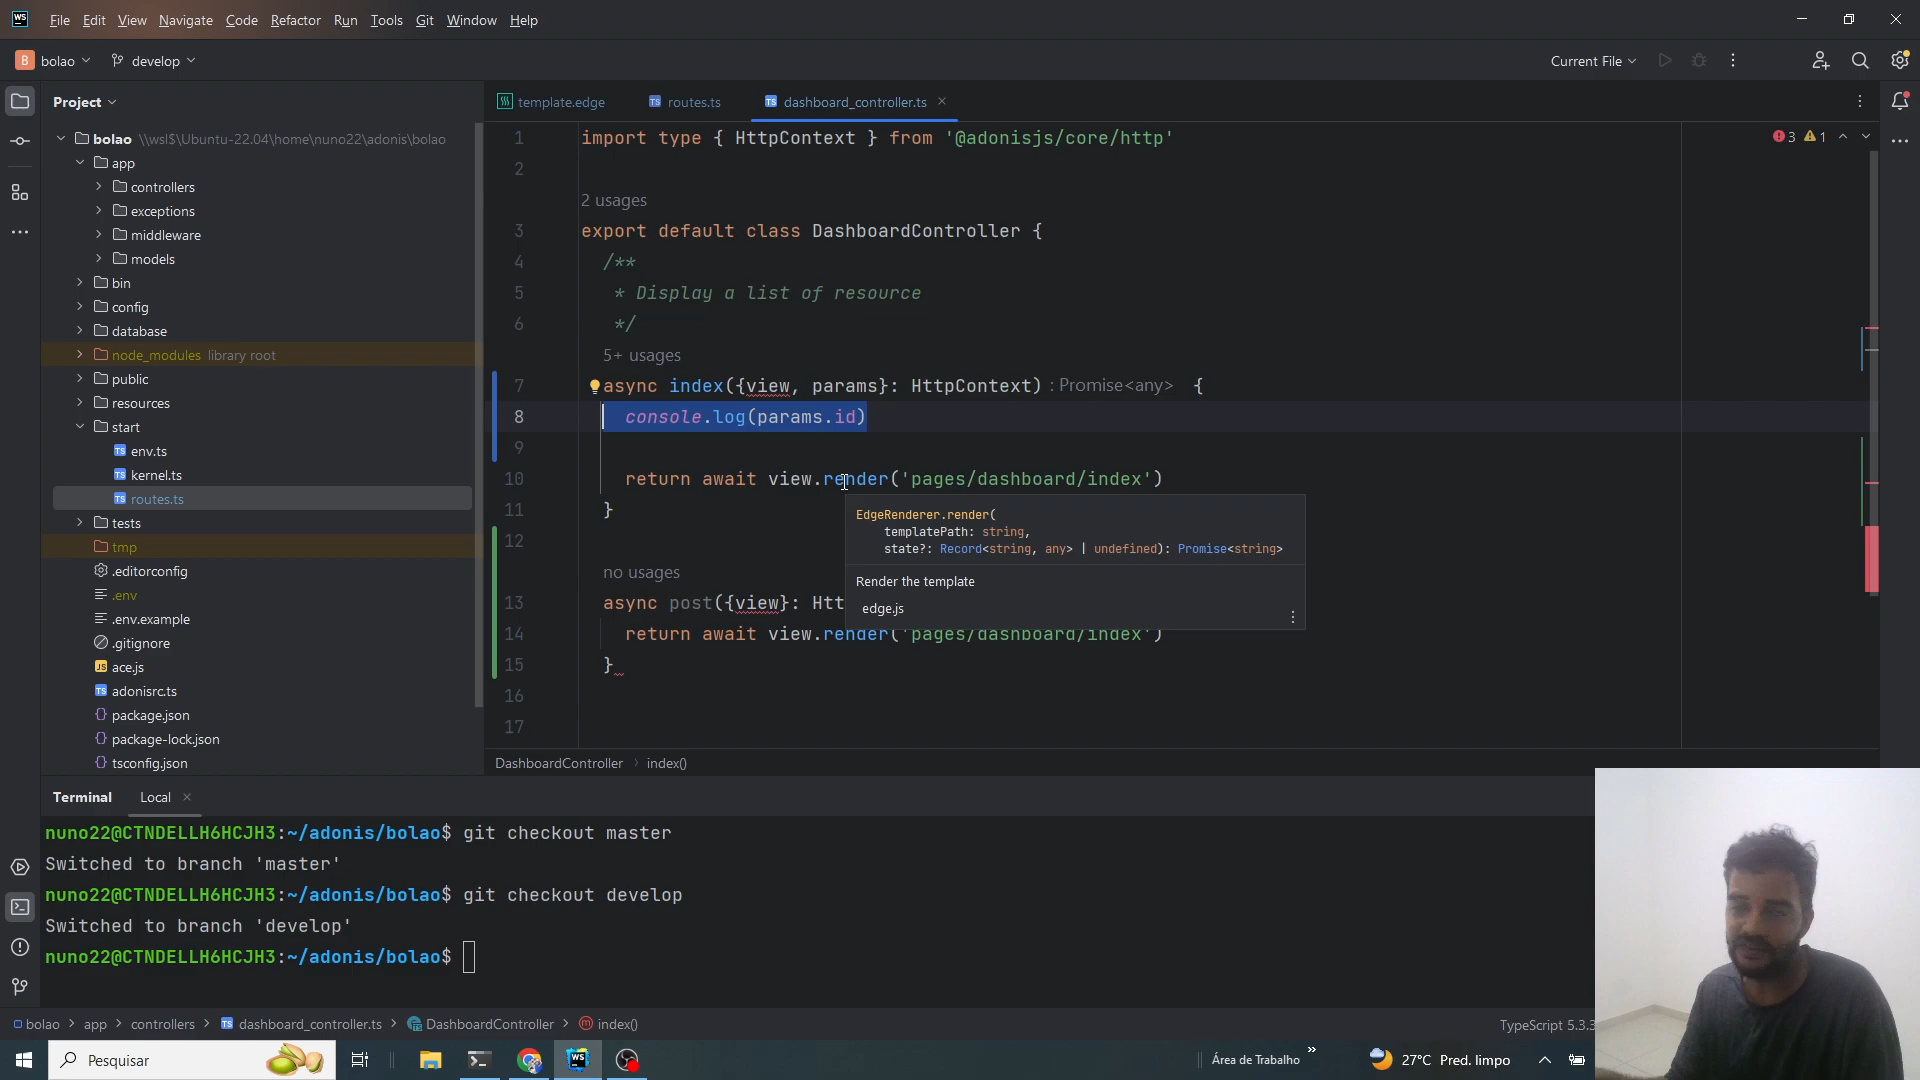 WS File Edit View Navigate Code Refactor Run Tools Git Window Help
B bolao develop Current File
Project
template.edge routes.ts dashboard_controller.ts
bolao \\wsl$\Ubuntu-22.04\home\nuno22\adonis\bolao
app
controllers
exceptions
middleware
models
bin
config
database
node_modules library root
public
resources
start
env.ts
kernel.ts
routes.ts
tests
tmp
.editorconfig
.env
.env.example
.gitignore
ace.js
adonisrc.ts
package.json
package-lock.json
tsconfig.json
1 import type { HttpContext } from '@adonisjs/core/http'
3 1
2
2 usages
3 export default class DashboardController {
4 /**
5 * Display a list of resource
6 */
5+ usages
7 async index({view, params}: HttpContext) : Promise<any> {
8 console.log(params.id)
9
10 return await view.render('pages/dashboard/index')
11 }
12
no usages
13 async post({view}: Htt
14 return await view.render('pages/dashboard/index')
15 }
16
17
EdgeRenderer.render(
templatePath: string,
state?: Record<string, any> | undefined): Promise<string>
Render the template
edge.js
DashboardController index()
Terminal Local
nuno22@CTNDELLH6HCJH3:~/adonis/bolao$ git checkout master
Switched to branch 'master'
nuno22@CTNDELLH6HCJH3:~/adonis/bolao$ git checkout develop
Switched to branch 'develop'
nuno22@CTNDELLH6HCJH3:~/adonis/bolao$
bolao app controllers dashboard_controller.ts DashboardController index() TypeScript 5.3.3
Pesquisar WS Área de Trabalho 27°C Pred. limpo